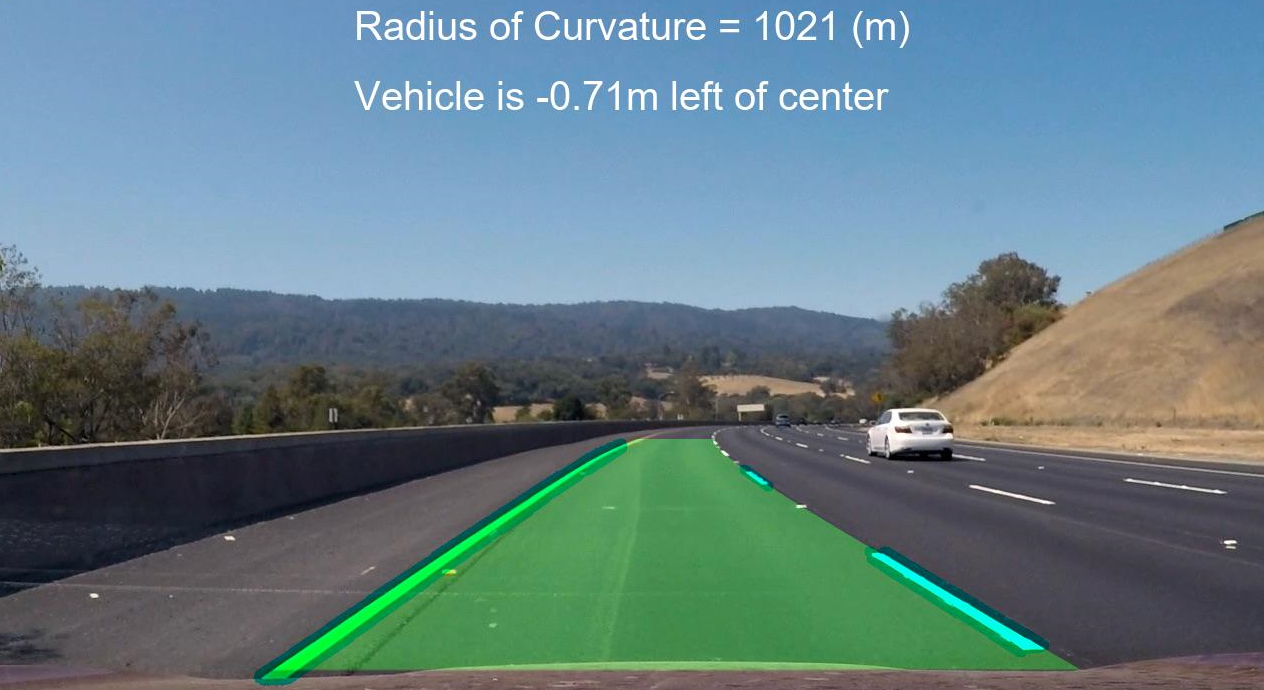 Radius of Curvature = 1021 (m)
Vehicle is -0.71m left of center